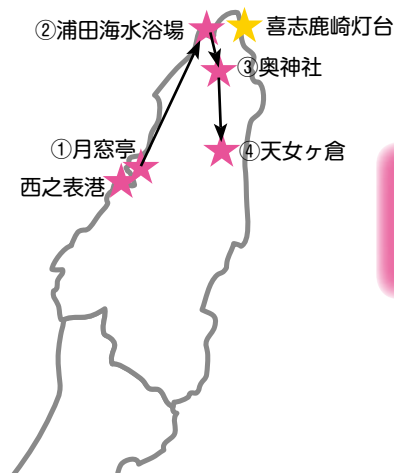 ②浦田海水浴場
喜志鹿崎灯台
③奥神社
①月窓亭
④天女ヶ倉
西之表港